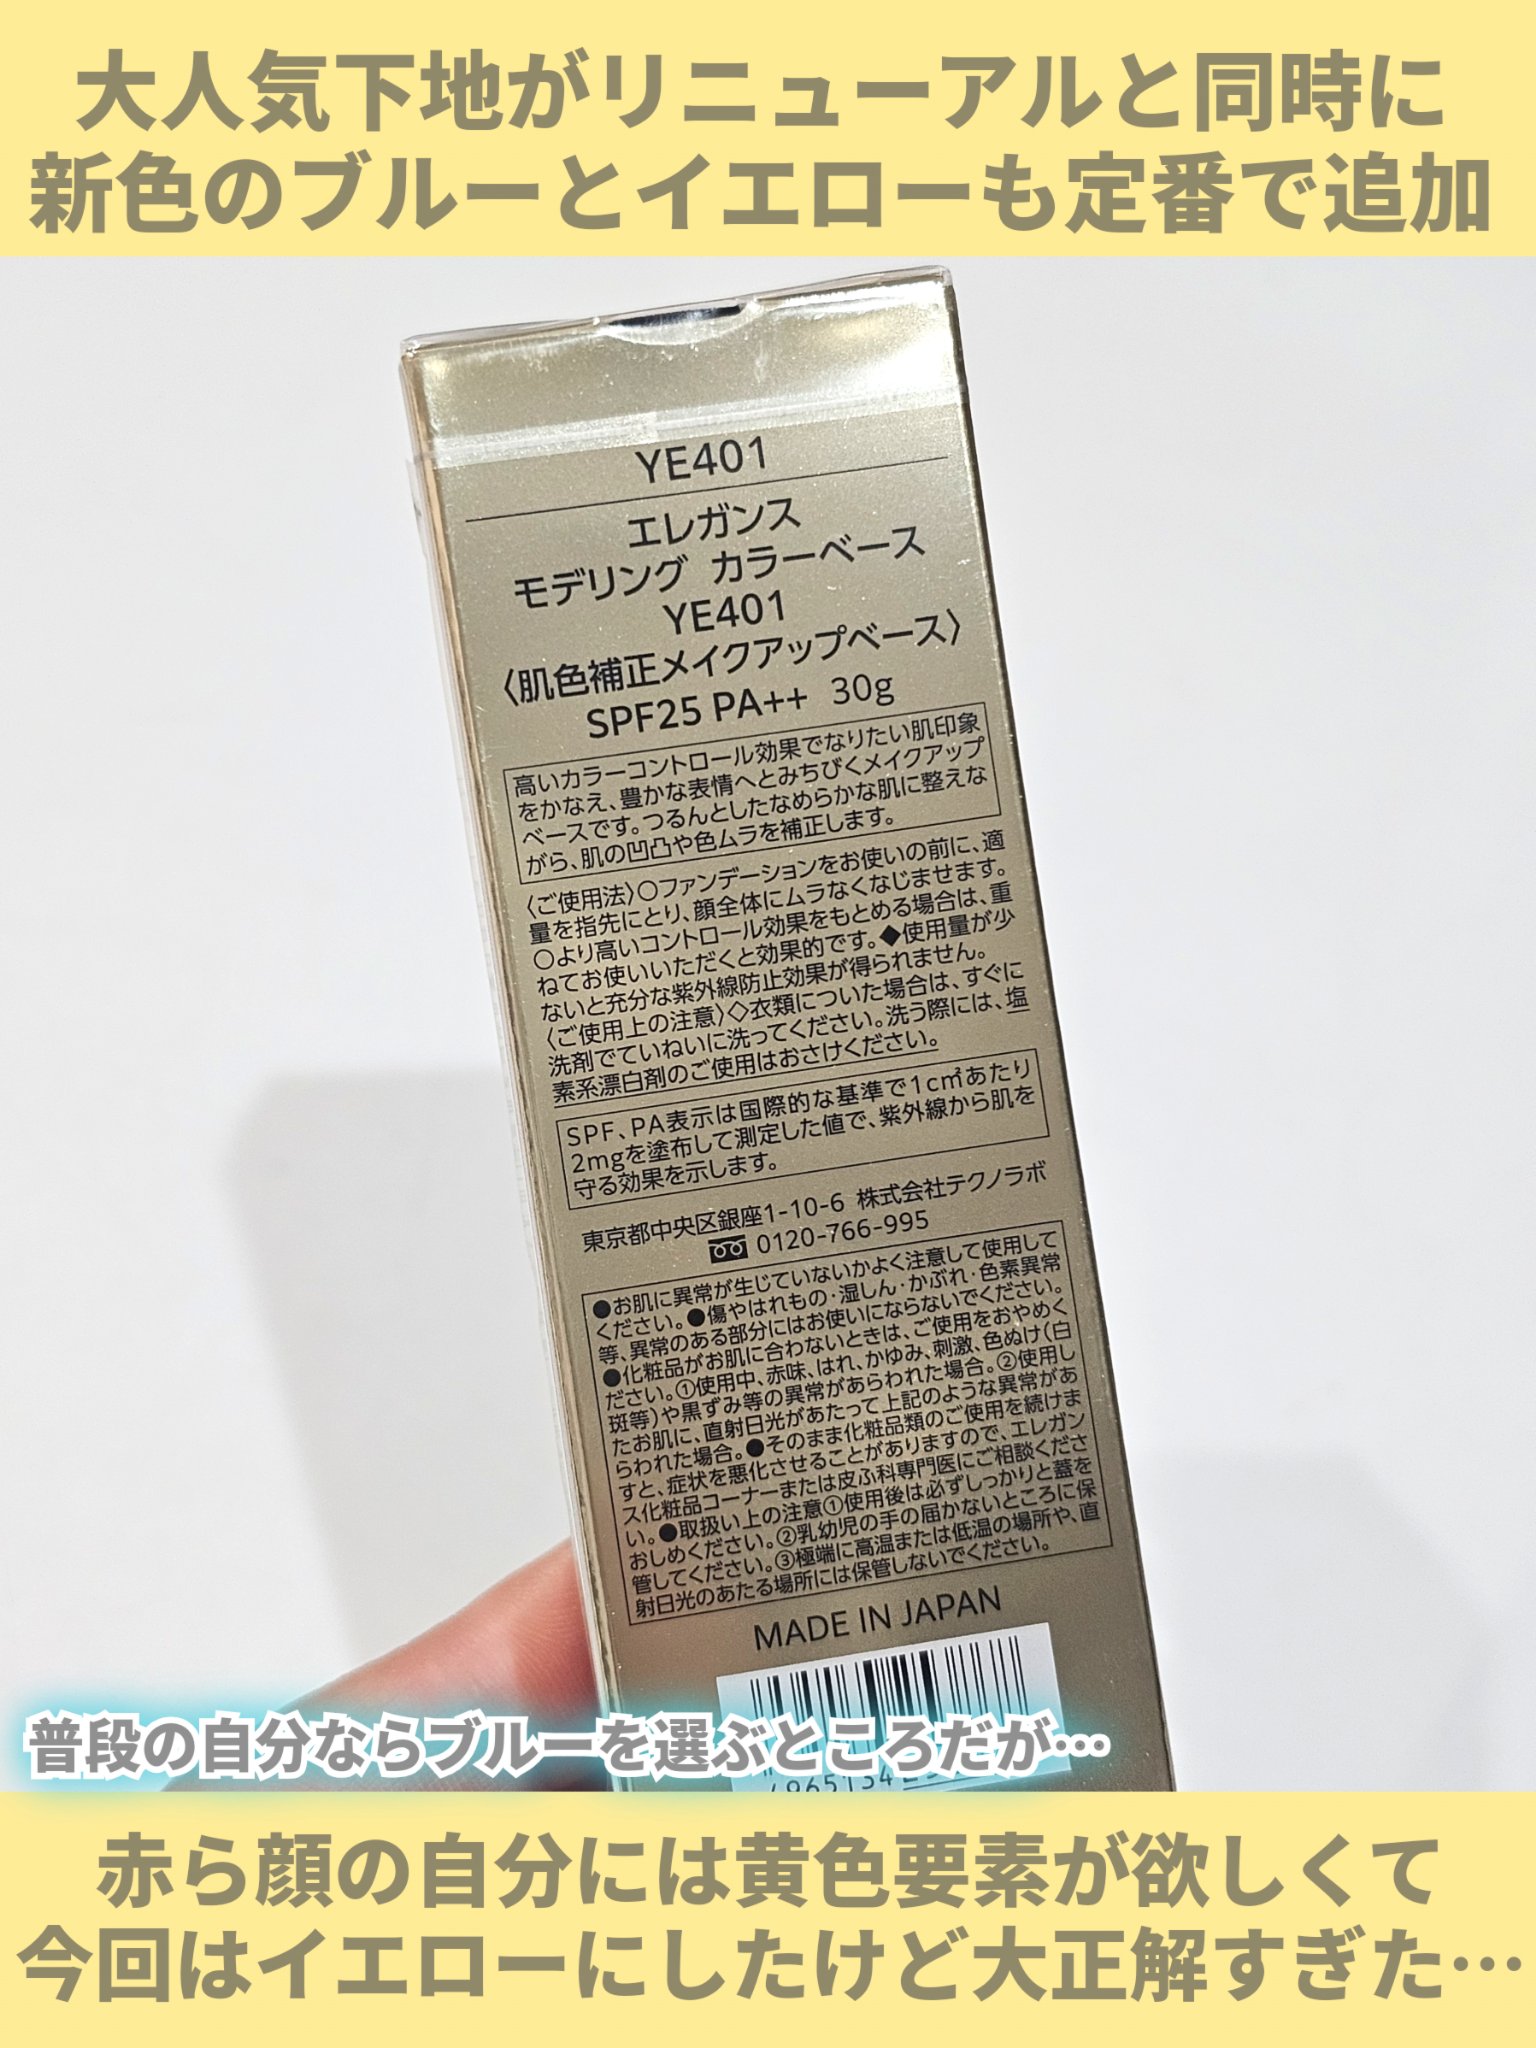 大人気下地がリニューアルと同時に
新色のブルーとイエローも定番で追加
YE401
エレガンス
モデリング カラーベース
YE401
〈肌色補正メイクアップベース〉
SPF25 PA++ 30g
高いカラーコントロール効果でなりたい肌印象
をかなえ、豊かな表情へとみちびくメイクアップ
ベースです。つるんとしたなめらかな肌に整えな
がら、肌の凹凸や色ムラを補正します。
〈ご使用法〉○ファンデーションをお使いの前に、適
量を指先にとり、顔全体にムラなくなじませます。
○より高いコントロール効果をもとめる場合は、重
ねてお使いいただくと効果的です。◆使用量が少
ないと充分な紫外線防止効果が得られません。
〈ご使用上の注意〉◇衣類についた場合は、すぐに
洗剤でていねいに洗ってください。洗う際には、塩
素系漂白剤のご使用はおさけください。
SPF、PA表示は国際的な基準で1c㎡あたり
2mgを塗布して測定した値で、紫外線から肌を
守る効果を示します。
東京都中央区銀座1-10-6 株式会社テクノラボ
0120-766-995
●お肌に異常が生じていないかよく注意して使用して
ください。●傷やはれもの・湿しん・かぶれ・色素異常
等、異常のある部分にはお使いにならないでください。
●化粧品がお肌に合わないときは、ご使用をおやめく
ださい。①使用中、赤味、はれ、かゆみ、刺激、色ぬけ(白
斑等)や黒ずみ等の異常があらわれた場合。②使用し
たお肌に、直射日光があたって上記のような異常があ
らわれた場合。●そのまま化粧品類のご使用を続けま
すと、症状を悪化させることがありますので、エレガン
ス化粧品コーナーまたは皮ふ科専門医にご相談くださ
い。●取扱い上の注意①使用後は必ずしっかりと蓋を
おしめください。②乳幼児の手の届かないところに保
管してください。③極端に高温または低温の場所や、直
射日光のあたる場所には保管しないでください。
MADE IN JAPAN
普段の自分ならブルーを選ぶところだが…
4965134
赤ら顔の自分には黄色要素が欲しくて
今回はイエローにしたけど大正解すぎた…